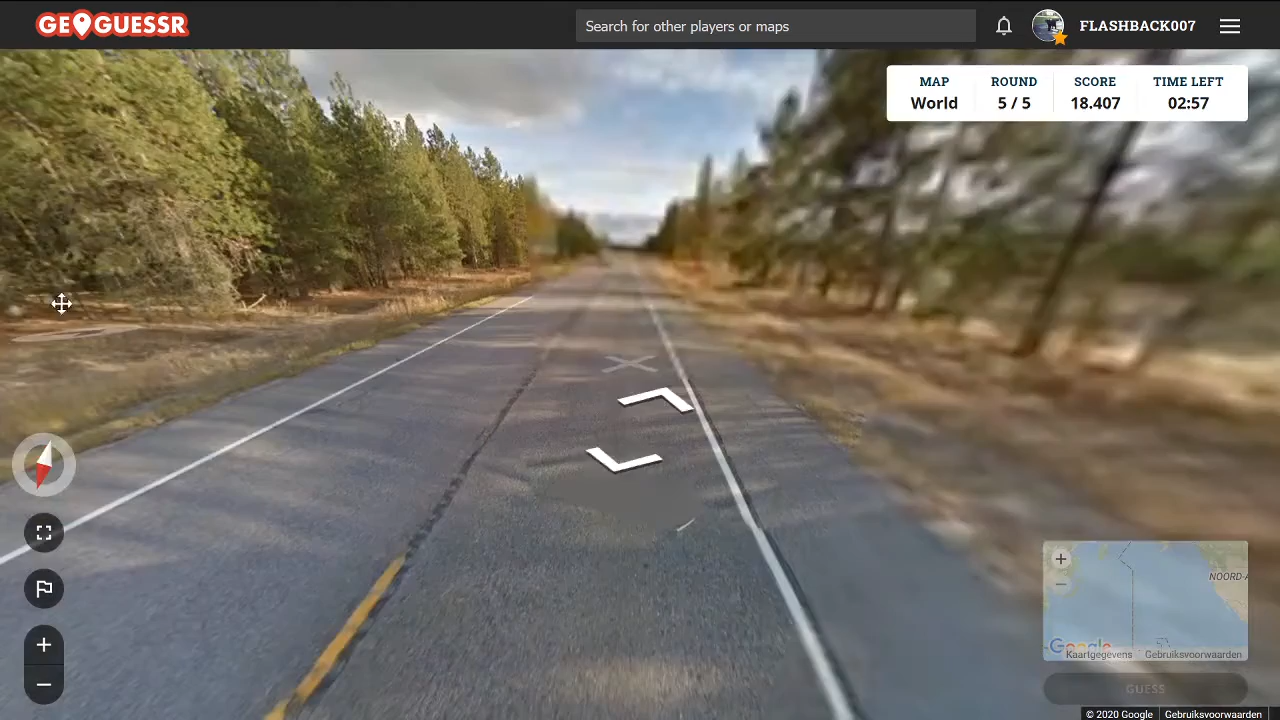 GEOGUESSR
Search for other players or maps
FLASHBACK007
MAP ROUND SCORE TIME LEFT
World 5 / 5 18.407 02:57
NOORD-A
Google
Kaartgegevens Gebruiksvoorwaarden
GUESS
© 2020 Google Gebruiksvoorwaarden